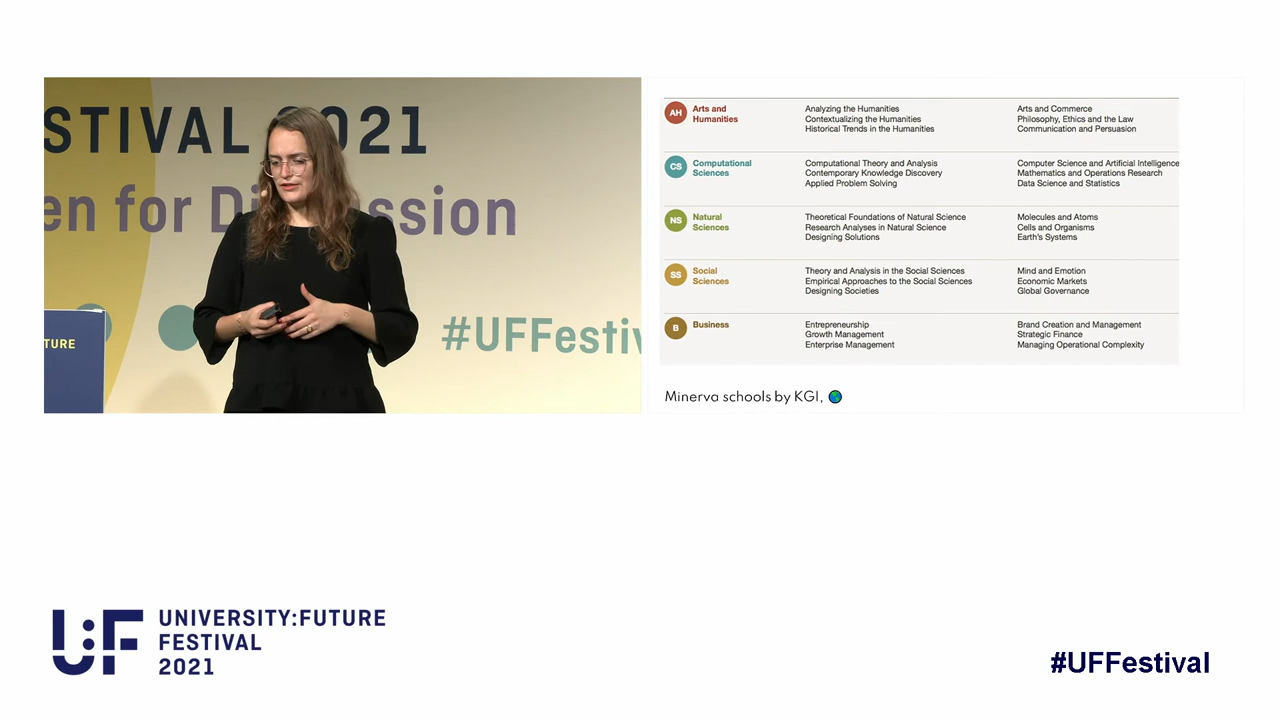 STIVAL 2021
en for Di ssion
#UFFestiv
TURE
AH
Arts and
Humanities
Analyzing the Humanities
Contextualizing the Humanities
Historical Trends in the Humanities
Arts and Commerce
Philosophy, Ethics and the Law
Communication and Persuasion
CS
Computational
Sciences
Computational Theory and Analysis
Contemporary Knowledge Discovery
Applied Problem Solving
Computer Science and Artificial Intelligence
Mathematics and Operations Research
Data Science and Statistics
NS
Natural
Sciences
Theoretical Foundations of Natural Science
Research Analyses in Natural Science
Designing Solutions
Molecules and Atoms
Cells and Organisms
Earth's Systems
SS
Social
Sciences
Theory and Analysis in the Social Sciences
Empirical Approaches to the Social Sciences
Designing Societies
Mind and Emotion
Economic Markets
Global Governance
B
Business
Entrepreneurship
Growth Management
Enterprise Management
Brand Creation and Management
Strategic Finance
Managing Operational Complexity
Minerva schools by KGI,
U:F
UNIVERSITY:FUTURE
FESTIVAL
2021
#UFFestival